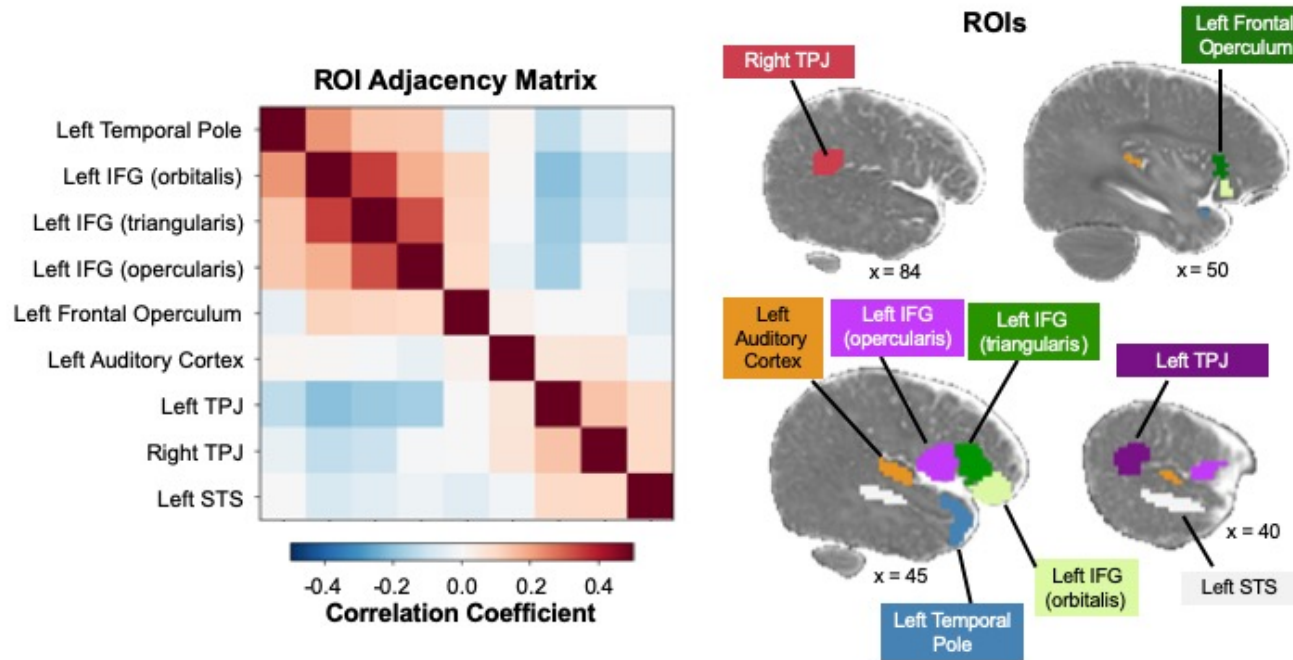 ROI Adjacency Matrix
Left Temporal Pole
Left IFG (orbitalis)
Left IFG (triangularis)
Left IFG (opercularis)
Left Frontal Operculum
Left Auditory Cortex
Left TPJ
Right TPJ
Left STS
-0.4 -0.2 0.0 0.2 0.4
Correlation Coefficient
ROIs
Right TPJ
Left Frontal
Operculum
x = 84
x = 50
Left
Auditory
Cortex
Left IFG
(opercularis)
Left IFG
(triangularis)
Left TPJ
x = 45
x = 40
Left Temporal
Pole
Left IFG
(orbitalis)
Left STS